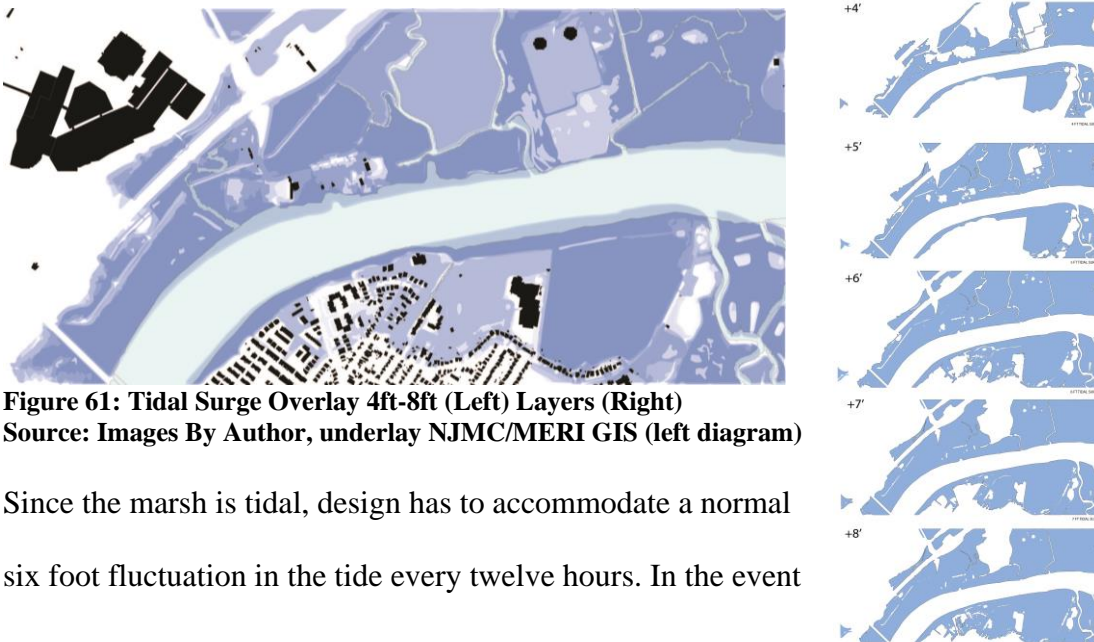 +4'
+5'
+6'
+7'
+8'
Figure 61: Tidal Surge Overlay 4ft-8ft (Left) Layers (Right)
Source: Images By Author, underlay NJMC/MERI GIS (left diagram)
Since the marsh is tidal, design has to accommodate a normal
six foot fluctuation in the tide every twelve hours. In the event